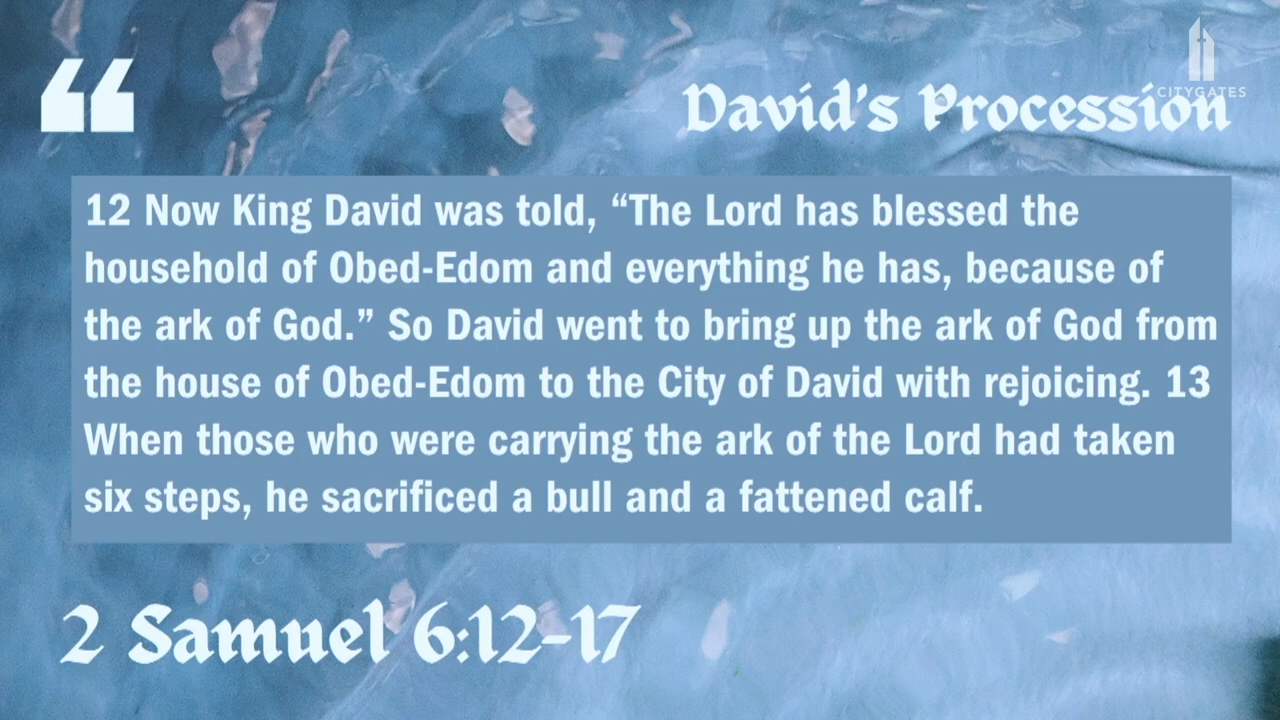 CITYGATES
David's Procession
“
12 Now King David was told, “The Lord has blessed the
household of Obed-Edom and everything he has, because of
the ark of God.” So David went to bring up the ark of God from
the house of Obed-Edom to the City of David with rejoicing. 13
When those who were carrying the ark of the Lord had taken
six steps, he sacrificed a bull and a fattened calf.
2 Samuel 6:12-17